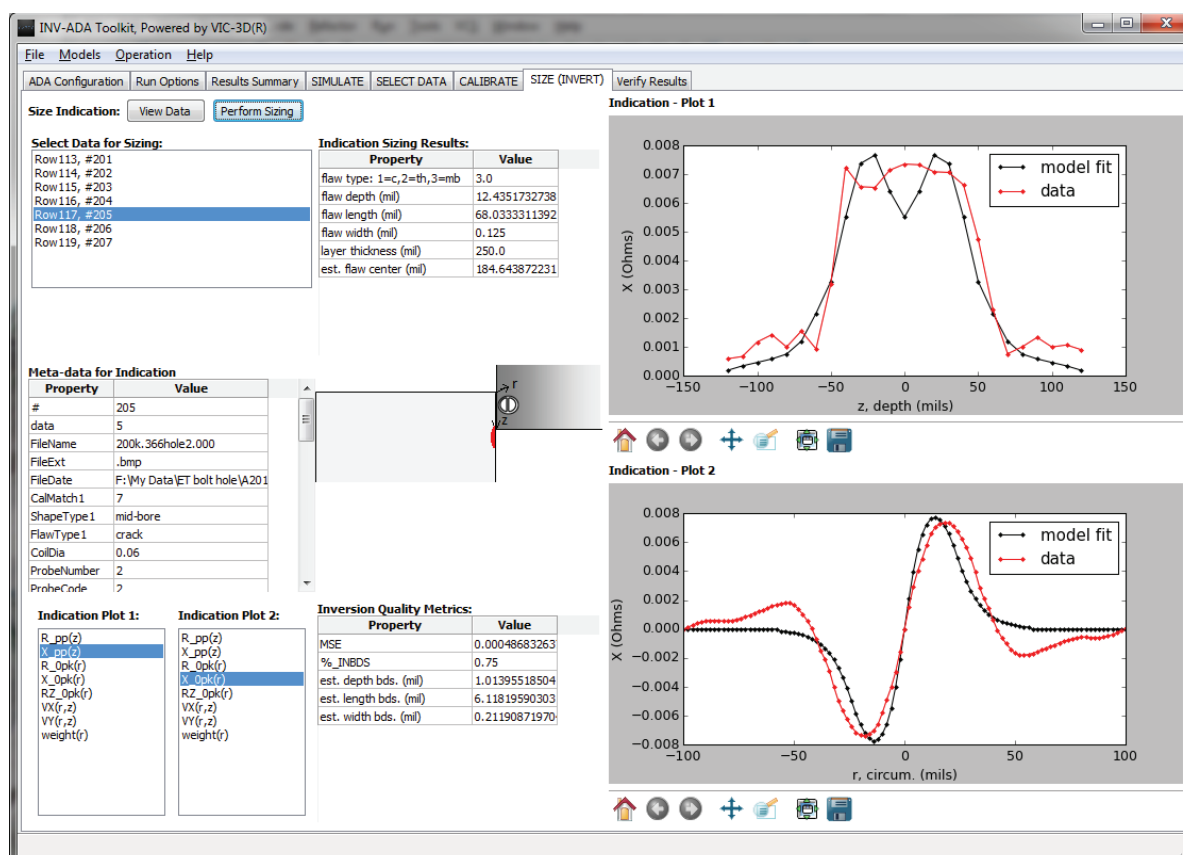 INV-ADA Toolkit, Powered by VIC-3D(R)
File Models Operation Help
ADA Configuration Run Options Results Summary SIMULATE SELECT DATA CALIBRATE SIZE (INVERT) Verify Results
Size Indication: View Data Perform Sizing
Select Data for Sizing:
Row113, #201
Row114, #202
Row115, #203
Row116, #204
Row117, #205
Row118, #206
Row119, #207
Indication Sizing Results:
Property Value
flaw type: 1=c,2=th,3=mb 3.0
flaw depth (mil) 12.4351732738
flaw length (mil) 68.0333311392
flaw width (mil) 0.125
layer thickness (mil) 250.0
est. flaw center (mil) 184.643872231
Meta-data for Indication
Property Value
# 205
data 5
FileName 200k.366hole2.000
FileExt .bmp
FileDate F:\My Data\ET bolt hole\A201
CalMatch1 7
ShapeType1 mid-bore
FlawType1 crack
CoilDia 0.06
ProbeNumber 2
ProbeCode 2
r
z
Indication Plot 1:
R_pp(z)
X_pp(z)
R_0pk(r)
X_0pk(r)
RZ_0pk(r)
VX(r,z)
VY(r,z)
weight(r)
Indication Plot 2:
R_pp(z)
X_pp(z)
R_0pk(r)
X_0pk(r)
RZ_0pk(r)
VX(r,z)
VY(r,z)
weight(r)
Inversion Quality Metrics:
Property Value
MSE 0.00048683263
%_INBDS 0.75
est. depth bds. (mil) 1.01395518504
est. length bds. (mil) 6.11819590303
est. width bds. (mil) 0.21190871970
Indication - Plot 1
0.008
0.007
0.006
0.005
0.004
0.003
0.002
0.001
0.000
X (Ohms)
model fit
data
−150 −100 −50 0 50 100 150
z, depth (mils)
Indication - Plot 2
0.008
0.006
0.004
0.002
0.000
−0.002
−0.004
−0.006
−0.008
X (Ohms)
model fit
data
−100 −50 0 50 100
r, circum. (mils)